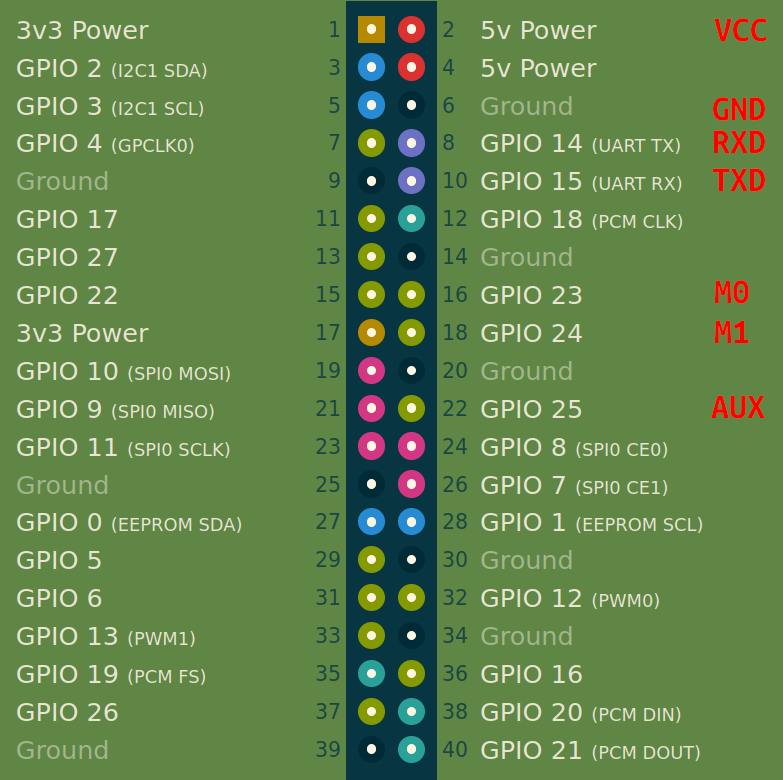 3v3 Power 1 2 5v Power VCC
GPIO 2 (I2C1 SDA) 3 4 5v Power
GPIO 3 (I2C1 SCL) 5 6 Ground GND
GPIO 4 (GPCLK0) 7 8 GPIO 14 (UART TX) RXD
Ground 9 10 GPIO 15 (UART RX) TXD
GPIO 17 11 12 GPIO 18 (PCM CLK)
GPIO 27 13 14 Ground
GPIO 22 15 16 GPIO 23 M0
3v3 Power 17 18 GPIO 24 M1
GPIO 10 (SPI0 MOSI) 19 20 Ground
GPIO 9 (SPI0 MISO) 21 22 GPIO 25 AUX
GPIO 11 (SPI0 SCLK) 23 24 GPIO 8 (SPI0 CE0)
Ground 25 26 GPIO 7 (SPI0 CE1)
GPIO 0 (EEPROM SDA) 27 28 GPIO 1 (EEPROM SCL)
GPIO 5 29 30 Ground
GPIO 6 31 32 GPIO 12 (PWM0)
GPIO 13 (PWM1) 33 34 Ground
GPIO 19 (PCM FS) 35 36 GPIO 16
GPIO 26 37 38 GPIO 20 (PCM DIN)
Ground 39 40 GPIO 21 (PCM DOUT)